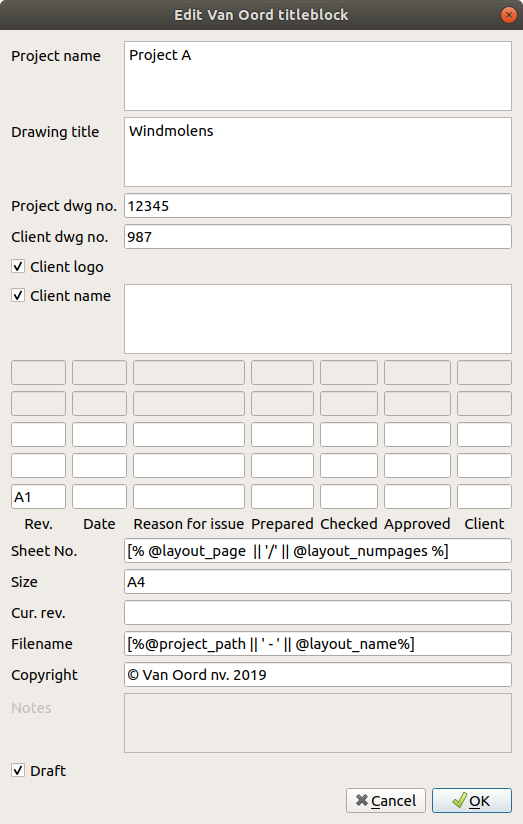 Edit Van Oord titleblock
Project name Project A
Drawing title Windmolens
Project dwg no. 12345
Client dwg no. 987
Client logo
Client name
A1
Rev. Date Reason for issue Prepared Checked Approved Client
Sheet No. [% @layout_page || '/' || @layout_numpages %]
Size A4
Cur. rev.
Filename [%@project_path || ' - ' || @layout_name%]
Copyright © Van Oord nv. 2019
Notes
Draft
Cancel OK